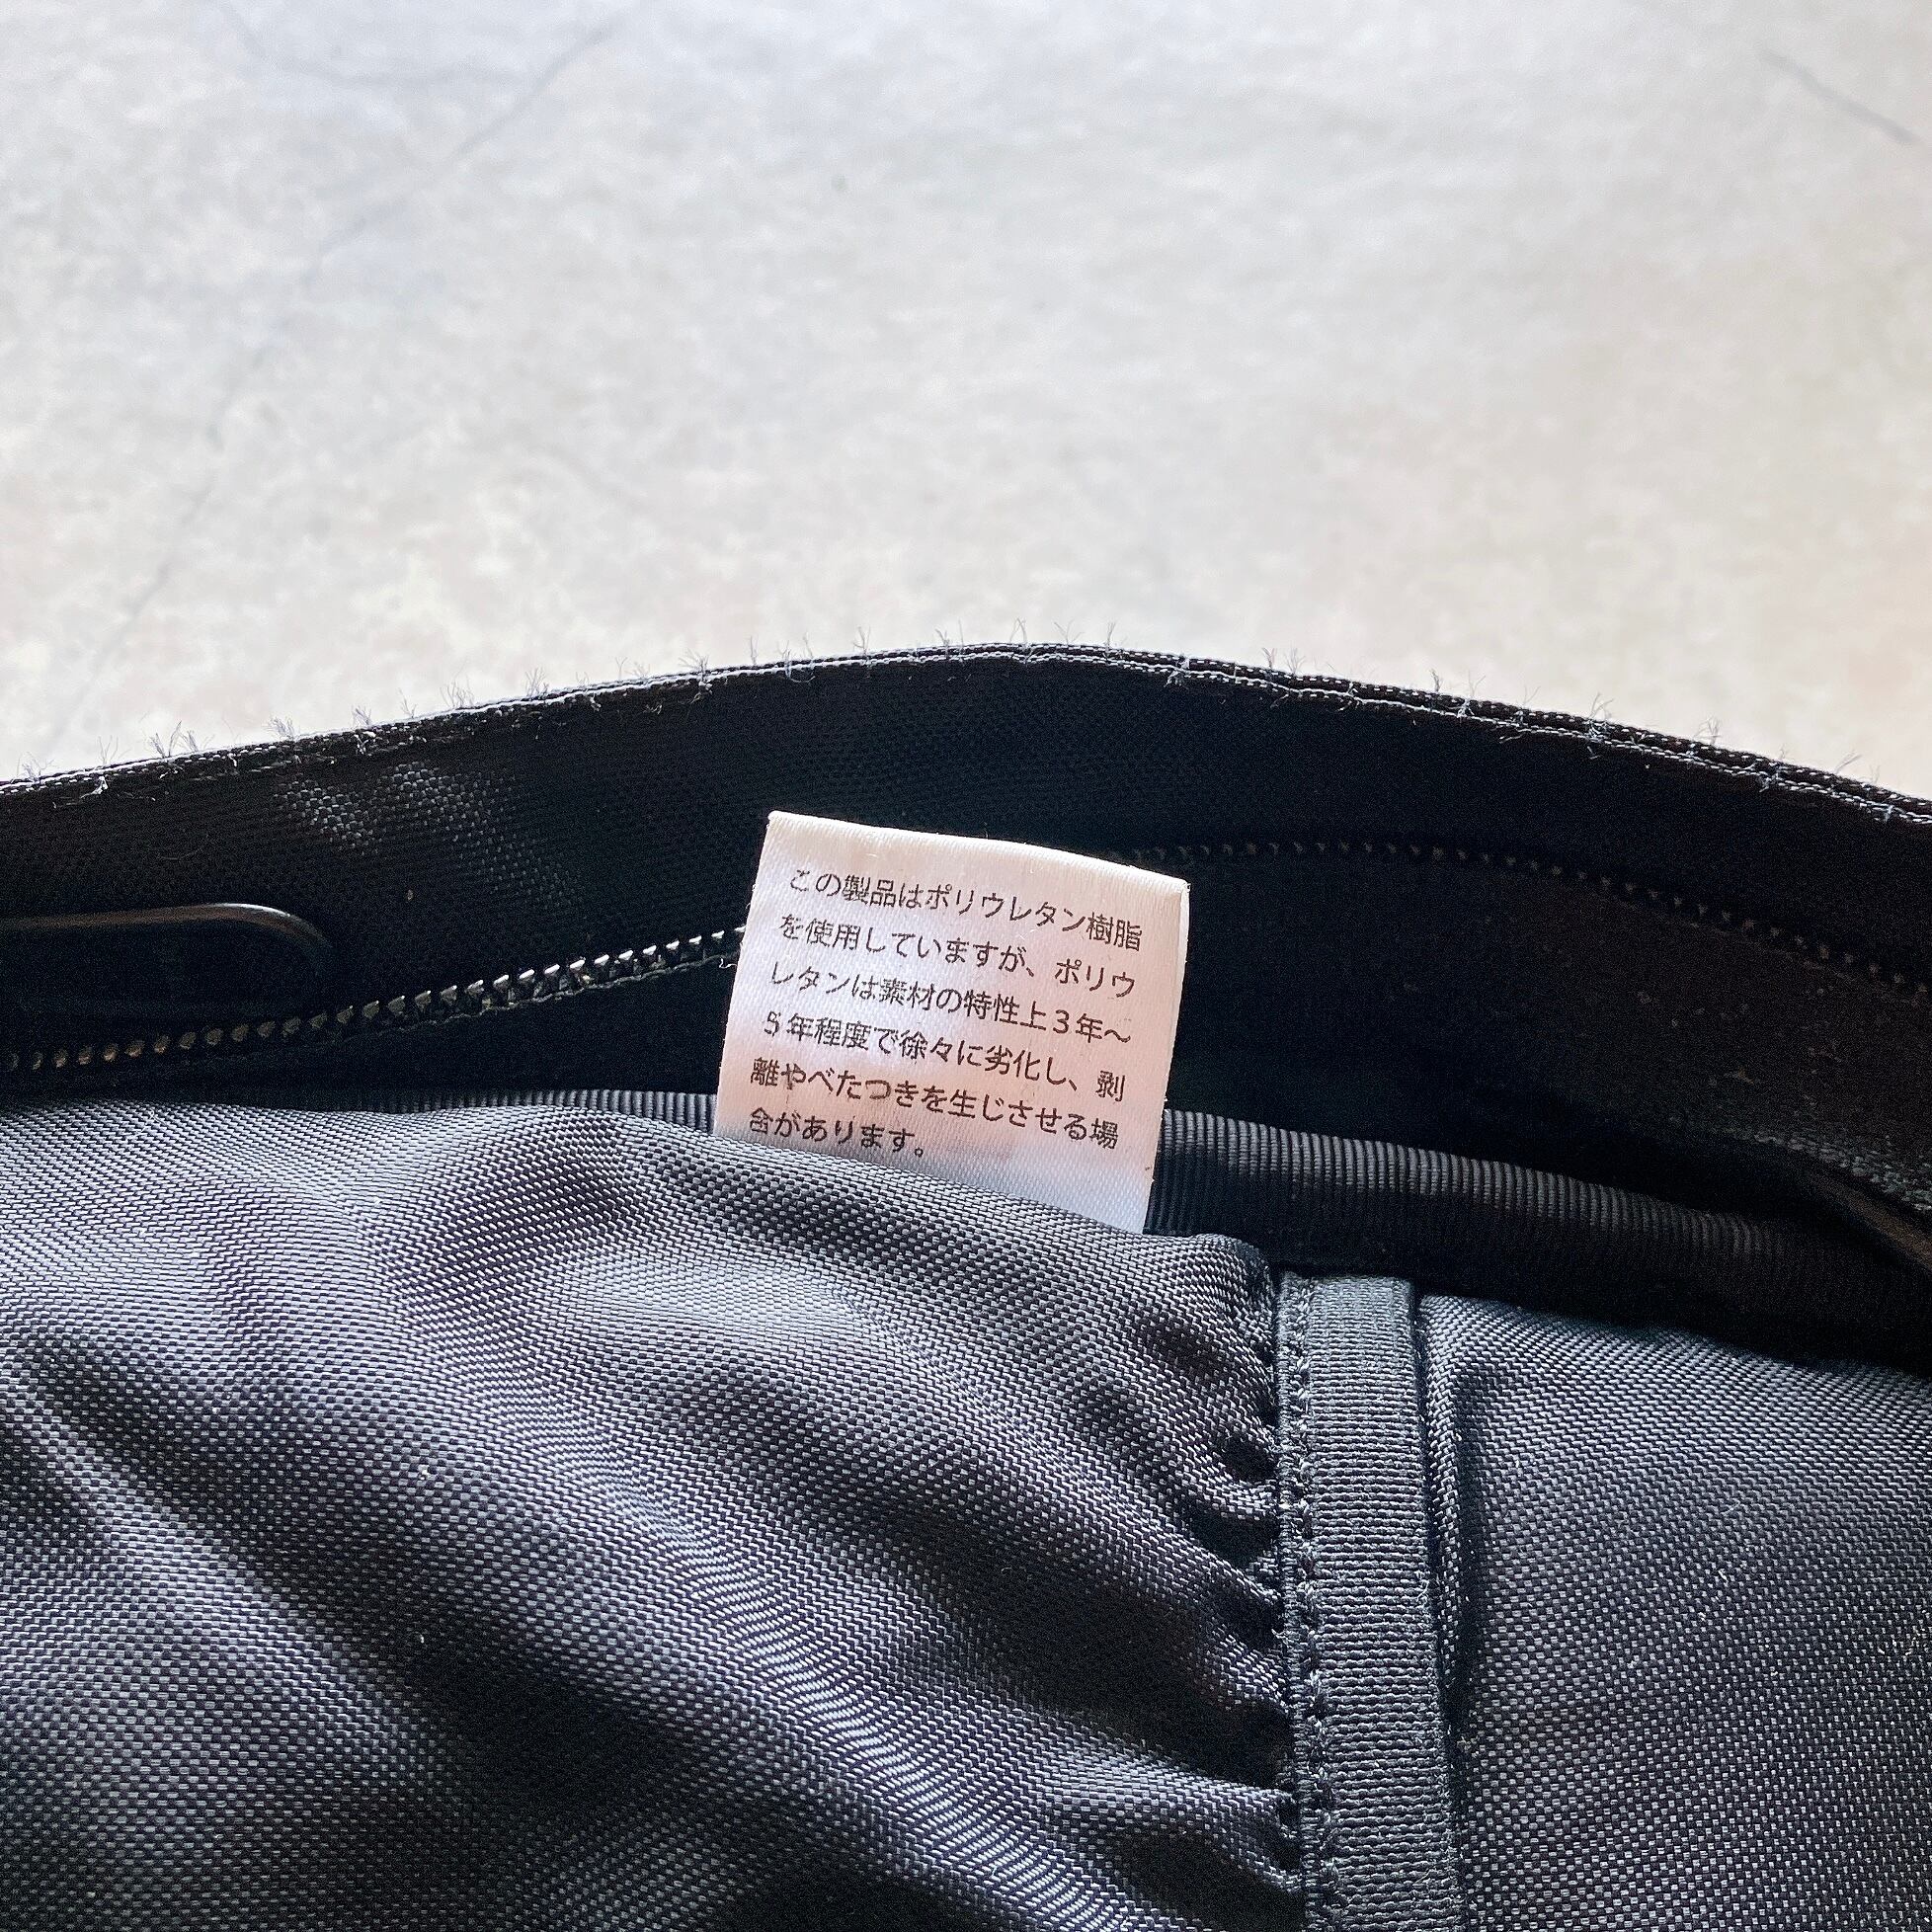 この製品はポリウレタン樹脂
を使用していますが、ポリウ
レタンは素材の特性上3年～
5年程度で徐々に劣化し、剥
離やべたつきを生じさせる場
合があります。